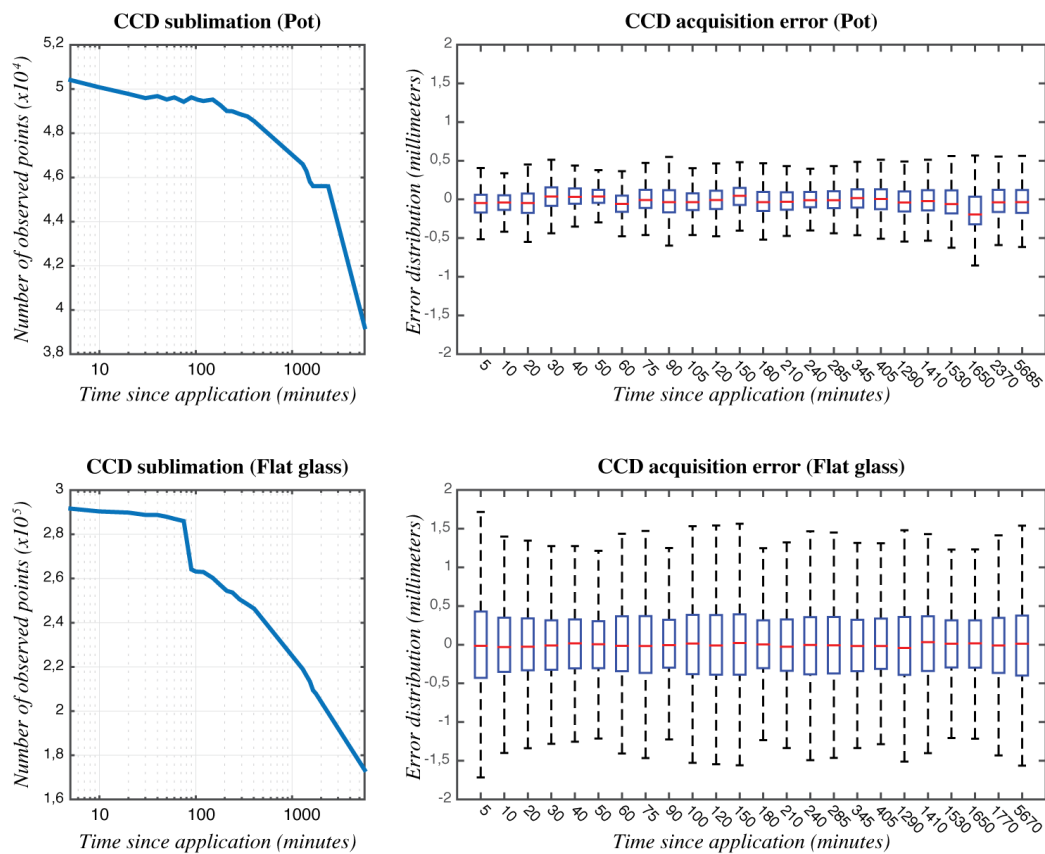 CCD sublimation (Pot)
5,2
5
4,8
4,6
4,4
4,2
4
3,8
10
100
1000
Number of observed points (x10⁴)
Time since application (minutes)
CCD acquisition error (Pot)
2
1,5
1
0,5
0
-0,5
-1
-1,5
-2
Error distribution (millimeters)
5 10 20 30 40 50 60 75 90 105 120 150 180 210 240 285 345 405 1290 1410 1530 1650 2370 5685
Time since application (minutes)
CCD sublimation (Flat glass)
3
2,8
2,6
2,4
2,2
2
1,8
1,6
10
100
1000
Number of observed points (x10⁵)
Time since application (minutes)
CCD acquisition error (Flat glass)
2
1,5
1
0,5
0
-0,5
-1
-1,5
-2
Error distribution (millimeters)
5 10 20 30 40 50 60 75 90 100 120 150 180 210 240 285 345 405 1290 1410 1530 1650 1770 5670
Time since application (minutes)